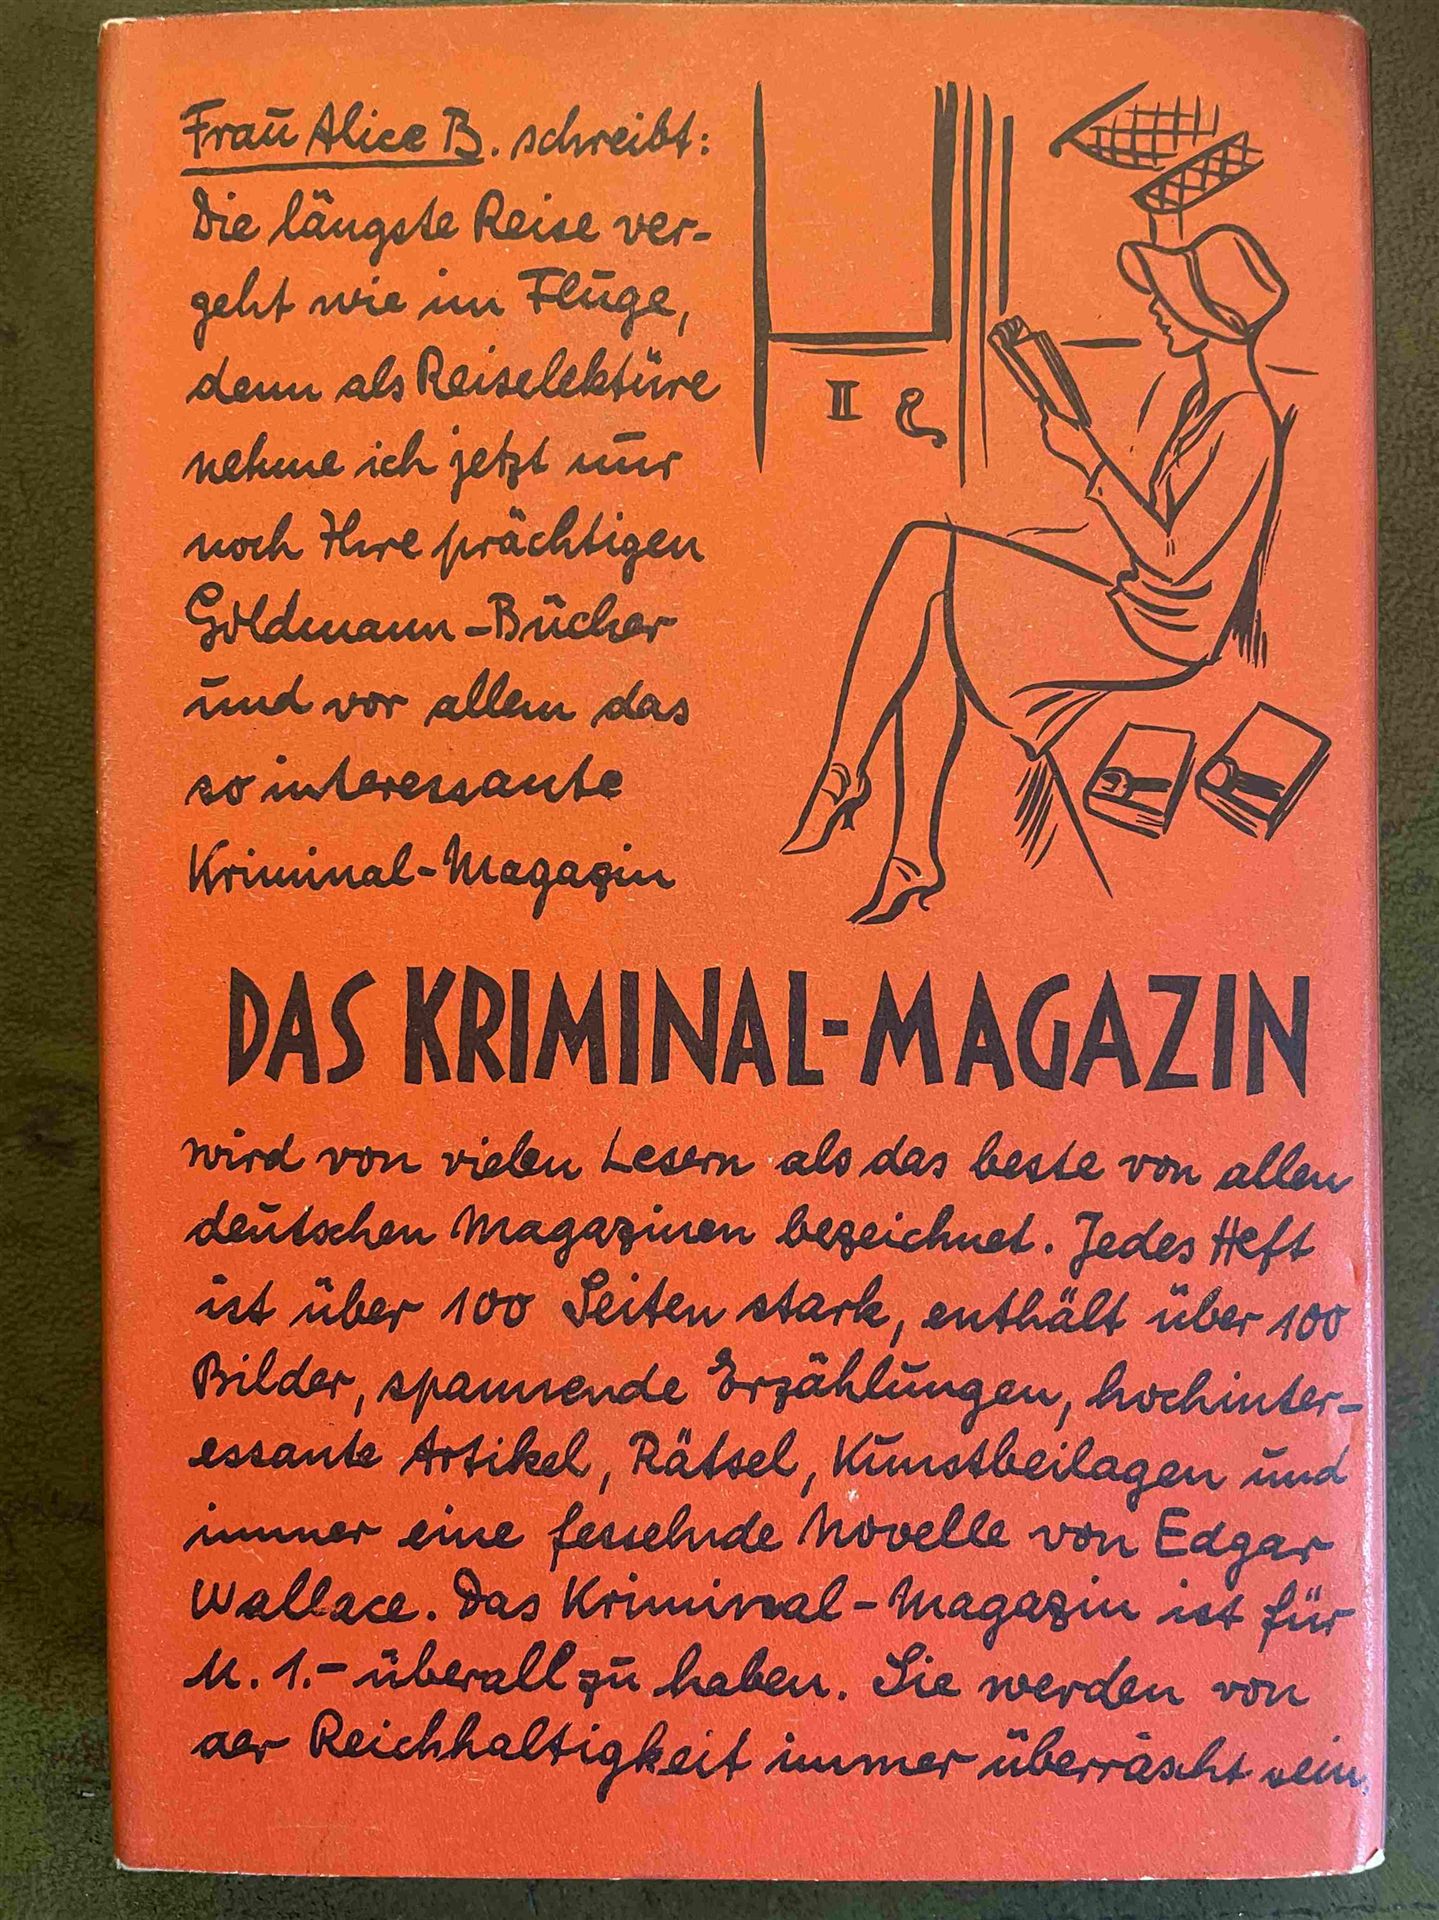 Frau Alice B. schreibt:
Die längste Reise ver-
geht wie im Fluge,
denn als Reiselektüre
nehme ich jetzt nur
noch Ihre prächtigen
Goldmann-Bücher
und vor allem das
so interessante
Kriminal-Magazin
II
DAS KRIMINAL-MAGAZIN
wird von vielen Lesern als das beste von allen
deutschen Magazinen bezeichnet. Jedes Heft
ist über 100 Seiten stark, enthält über 100
Bilder, spannende Erzählungen, hochinter-
essante Artikel, Rätsel, Kunstbeilagen und
immer eine fesselnde Novelle von Edgar
Wallace. Das Kriminal-Magazin ist für
M. 1.- überall zu haben. Sie werden von
der Reichhaltigkeit immer überrascht sein.